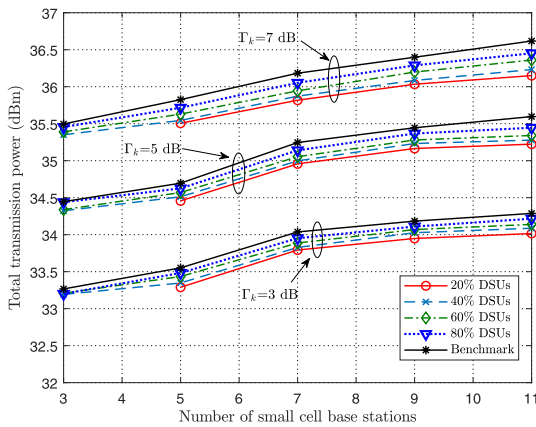 37
36.5
36
35.5
35
34.5
34
33.5
33
32.5
32
Total transmission power (dBm)
Γk=7 dB
Γk=5 dB
Γk=3 dB
20% DSUs
40% DSUs
60% DSUs
80% DSUs
Benchmark
3 4 5 6 7 8 9 10 11
Number of small cell base stations